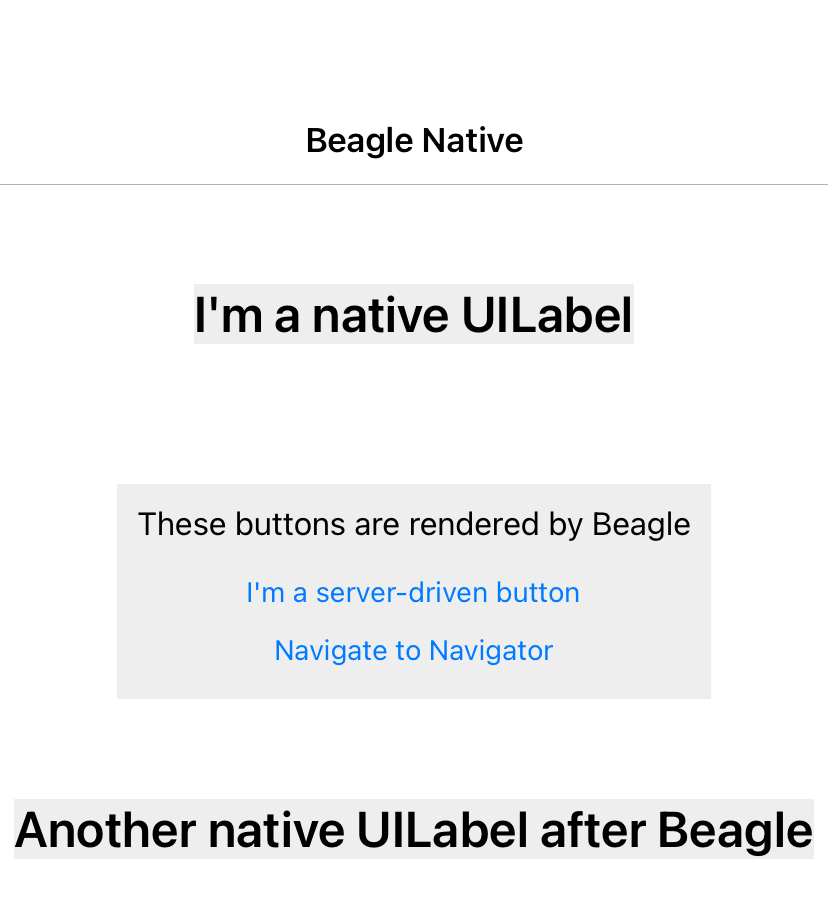 Beagle Native
I'm a native UILabel
These buttons are rendered by Beagle
I'm a server-driven button
Navigate to Navigator
Another native UILabel after Beagle